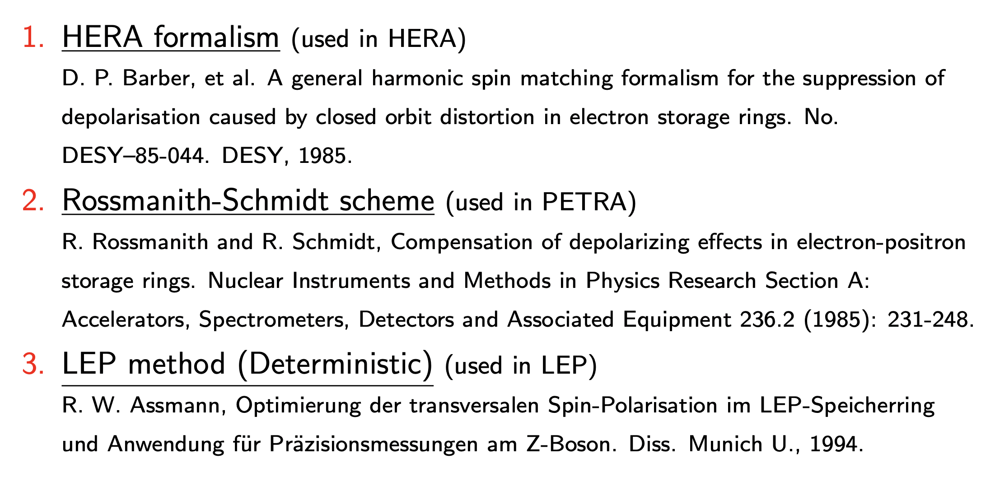 1. HERA formalism (used in HERA)
D. P. Barber, et al. A general harmonic spin matching formalism for the suppression of
depolarisation caused by closed orbit distortion in electron storage rings. No.
DESY–85-044. DESY, 1985.
2. Rossmanith-Schmidt scheme (used in PETRA)
R. Rossmanith and R. Schmidt, Compensation of depolarizing effects in electron-positron
storage rings. Nuclear Instruments and Methods in Physics Research Section A:
Accelerators, Spectrometers, Detectors and Associated Equipment 236.2 (1985): 231-248.
3. LEP method (Deterministic) (used in LEP)
R. W. Assmann, Optimierung der transversalen Spin-Polarisation im LEP-Speicherring
und Anwendung für Präzisionsmessungen am Z-Boson. Diss. Munich U., 1994.